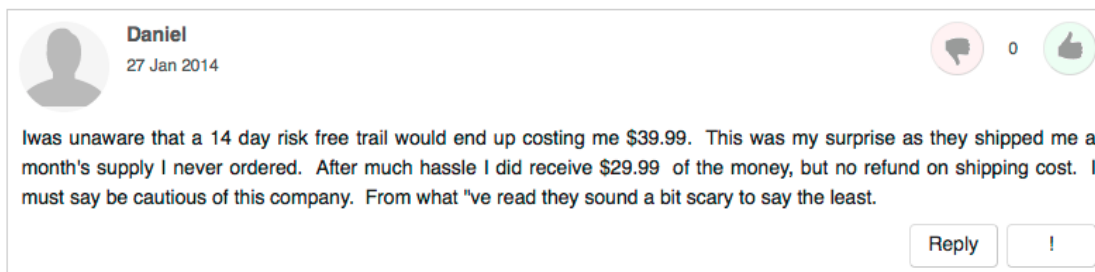 Daniel
27 Jan 2014
0
Iwas unaware that a 14 day risk free trail would end up costing me $39.99.  This was my surprise as they shipped me a
month's supply I never ordered.  After much hassle I did receive $29.99  of the money, but no refund on shipping cost.  I
must say be cautious of this company.  From what "ve read they sound a bit scary to say the least.
Reply
!